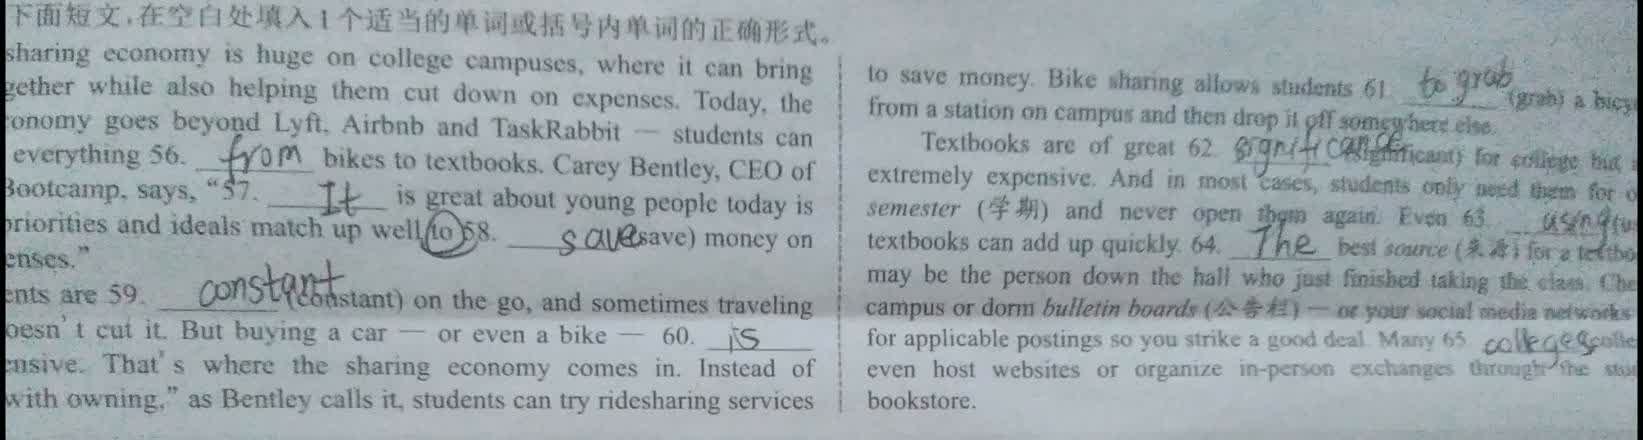 下面短文,在空白处填入1个适当的单词或括号内单词的正确形式。
sharing economy is huge on college campuses, where it can bring
gether while also helping them cut down on expenses. Today, the
onomy goes beyond Lyft, Airbnb and TaskRabbit — students can
everything 56. from bikes to textbooks. Carey Bentley, CEO of
Bootcamp, says, “57. It is great about young people today is
priorities and ideals match up well to 58. save (save) money on
enses.”
ents are 59. constant (constant) on the go, and sometimes traveling
oesn't cut it. But buying a car — or even a bike — 60. is
ensive. That's where the sharing economy comes in. Instead of
with owning,” as Bentley calls it, students can try ridesharing services
to save money. Bike sharing allows students 61. to grab (grab) a bicy
from a station on campus and then drop it off somewhere else.
Textbooks are of great 62. significance (significant) for college but
extremely expensive. And in most cases, students only need them for o
semester (学期) and never open them again. Even 63. using (us
textbooks can add up quickly. 64. The best source (来源) for a textbo
may be the person down the hall who just finished taking the class. Che
campus or dorm bulletin boards (公告栏) — or your social media networks
for applicable postings so you strike a good deal. Many 65. colleges (colle
even host websites or organize in-person exchanges through the stu
bookstore.